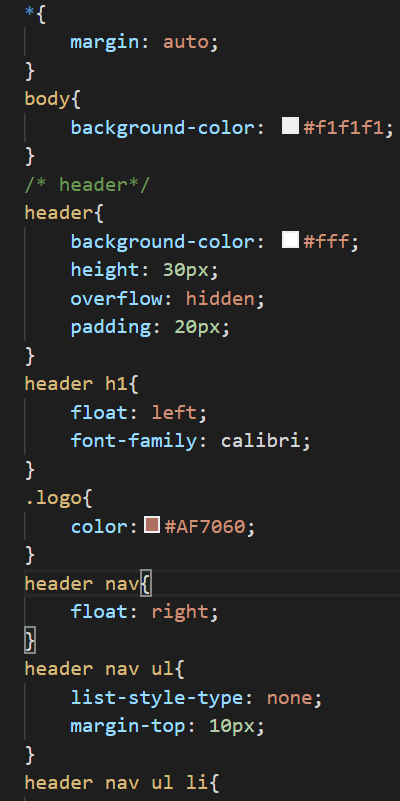 *{
    margin: auto;
}
body{
    background-color: #f1f1f1;
}
/* header*/
header{
    background-color: #fff;
    height: 30px;
    overflow: hidden;
    padding: 20px;
}
header h1{
    float: left;
    font-family: calibri;
}
.logo{
    color:#AF7060;
}
header nav{
    float: right;
}
header nav ul{
    list-style-type: none;
    margin-top: 10px;
}
header nav ul li{